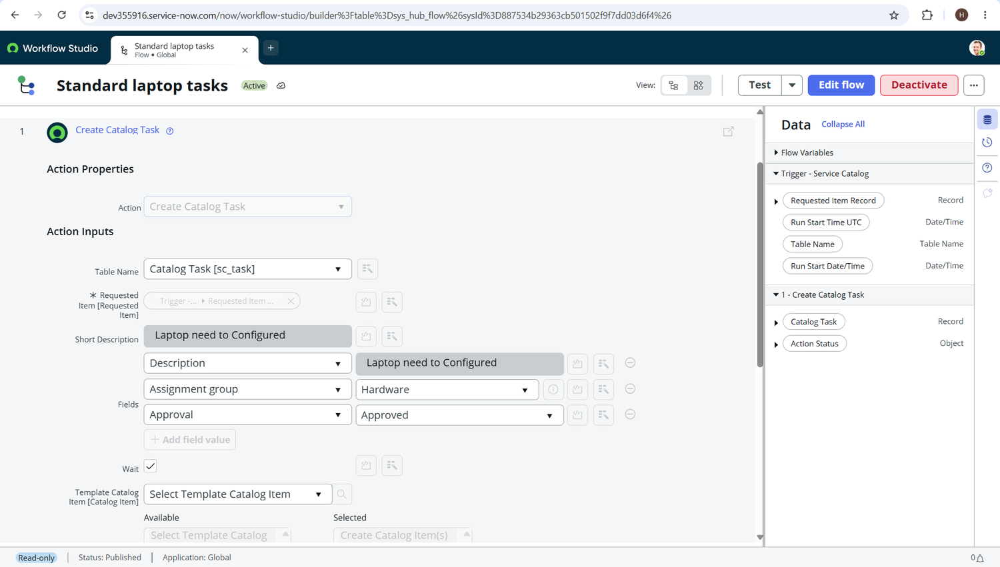 dev355916.service-now.com/now/workflow-studio/builder%3Ftable%3Dsys_hub_flow%26sysId%3D887534b29363cb501502f9f7dd03d6f4%26
H
Workflow Studio
Standard laptop tasks
Flow • Global
Standard laptop tasks
Active
View:
Test
Edit flow
Deactivate
1
Create Catalog Task
Action Properties
Action
Create Catalog Task
Action Inputs
Table Name
Catalog Task [sc_task]
* Requested
Item [Requested
Item]
Trigger -...
Requested Item ...
Short Description
Laptop need to Configured
Fields
Description
Laptop need to Configured
Assignment group
Hardware
Approval
Approved
+ Add field value
Wait
Template Catalog
Item [Catalog Item]
Select Template Catalog Item
Available
Selected
Select Template Catalog
Create Catalog Item(s)
Data
Collapse All
Flow Variables
Trigger - Service Catalog
Requested Item Record
Record
Run Start Time UTC
Date/Time
Table Name
Table Name
Run Start Date/Time
Date/Time
1 - Create Catalog Task
Catalog Task
Record
Action Status
Object
Read-only
Status: Published
Application: Global
0